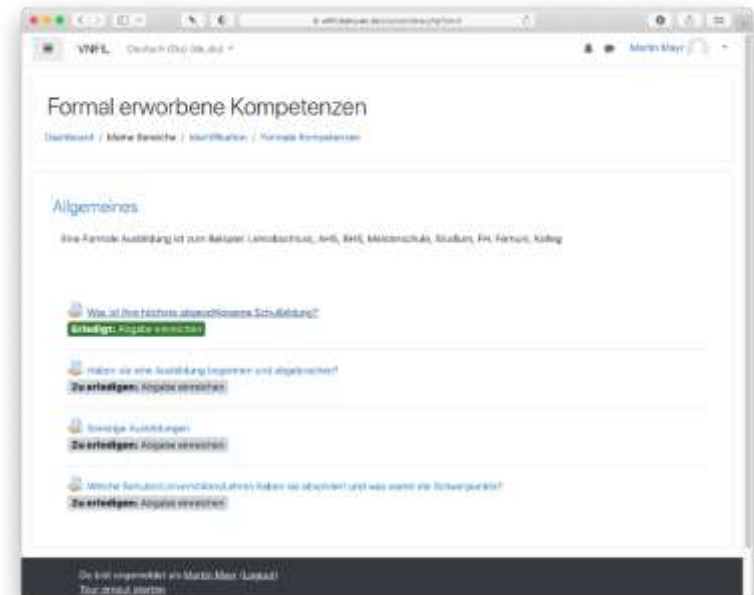 VNFIL Deutsch (Du) (de_du)
Martin Mayr
Formal erworbene Kompetenzen
Dashboard / Meine Bereiche / Identifikation / Formale Kompetenzen
Allgemeines
Eine Formale Ausbildung ist zum Beispiel: Lehrabschluss, AHS, BHS, Meisterschule, Studium, FH, Fernuni, Kolleg
Was ist Ihre höchste abgeschlossene Schulbildung?
Erledigt: Abgabe einreichen
Haben sie eine Ausbildung begonnen und abgebrochen?
Zu erledigen: Abgabe einreichen
Sonstige Ausbildungen
Zu erledigen: Abgabe einreichen
Welche haben sie absolviert und was waren die Schwerpunkte?
Zu erledigen: Abgabe einreichen
Du bist angemeldet als Martin Mayr (Logout)
Tour erneut starten